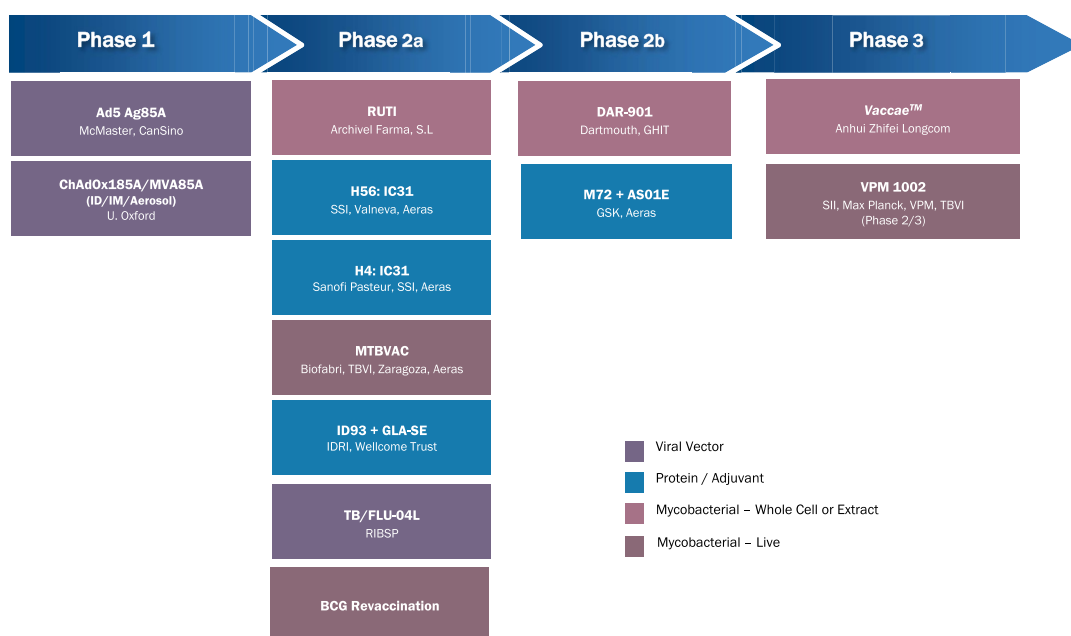 Phase 1
Phase 2a
Phase 2b
Phase 3
Ad5 Ag85A
McMaster, CanSino
ChAdOx185A/MVA85A
(ID/IM/Aerosol)
U. Oxford
RUTI
Archivel Farma, S.L
H56: IC31
SSI, Valneva, Aeras
H4: IC31
Sanofi Pasteur, SSI, Aeras
MTBVAC
Biofabri, TBVI, Zaragoza, Aeras
ID93 + GLA-SE
IDRI, Wellcome Trust
TB/FLU-04L
RIBSP
BCG Revaccination
DAR-901
Dartmouth, GHIT
M72 + AS01E
GSK, Aeras
Vaccae™
Anhui Zhifei Longcom
VPM 1002
SII, Max Planck, VPM, TBVI
(Phase 2/3)
Viral Vector
Protein / Adjuvant
Mycobacterial – Whole Cell or Extract
Mycobacterial – Live